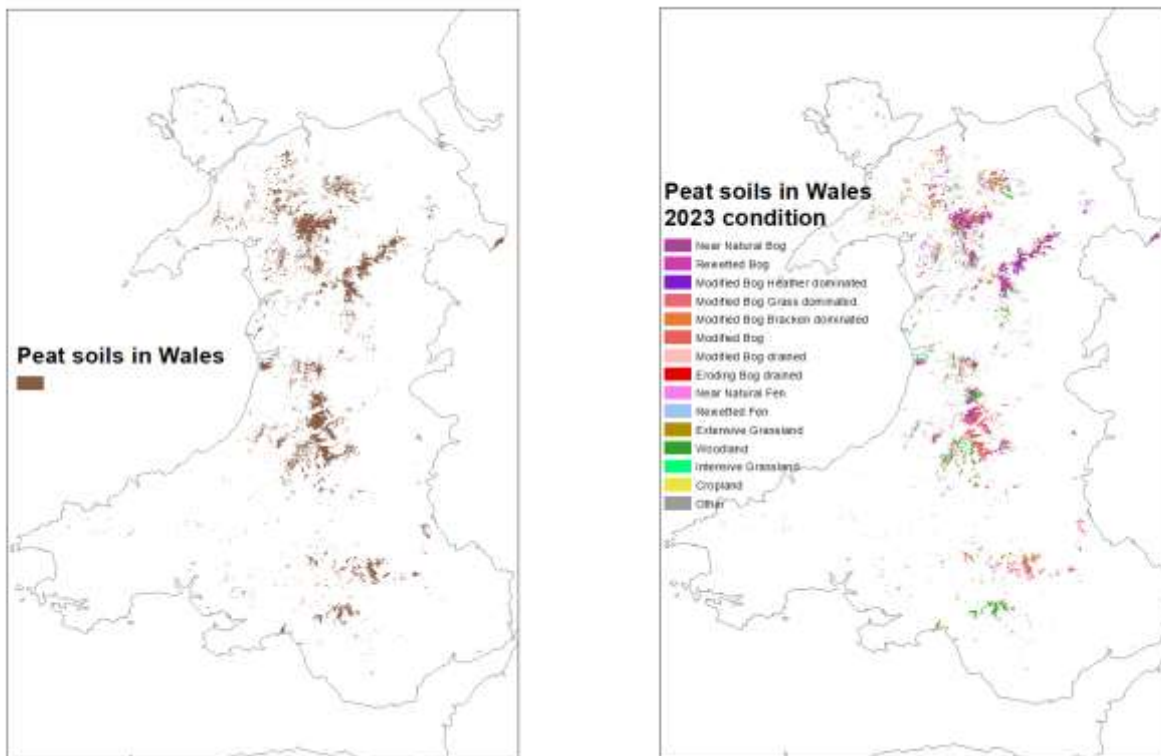 Peat soils in Wales
Peat soils in Wales
2023 condition
Near Natural Bog
Rewetted Bog
Modified Bog Heather dominated
Modified Bog Grass dominated
Modified Bog Bracken dominated
Modified Bog
Modified Bog drained
Eroding Bog drained
Near Natural Fen
Rewetted Fen
Extensive Grassland
Woodland
Intensive Grassland
Cropland
Other